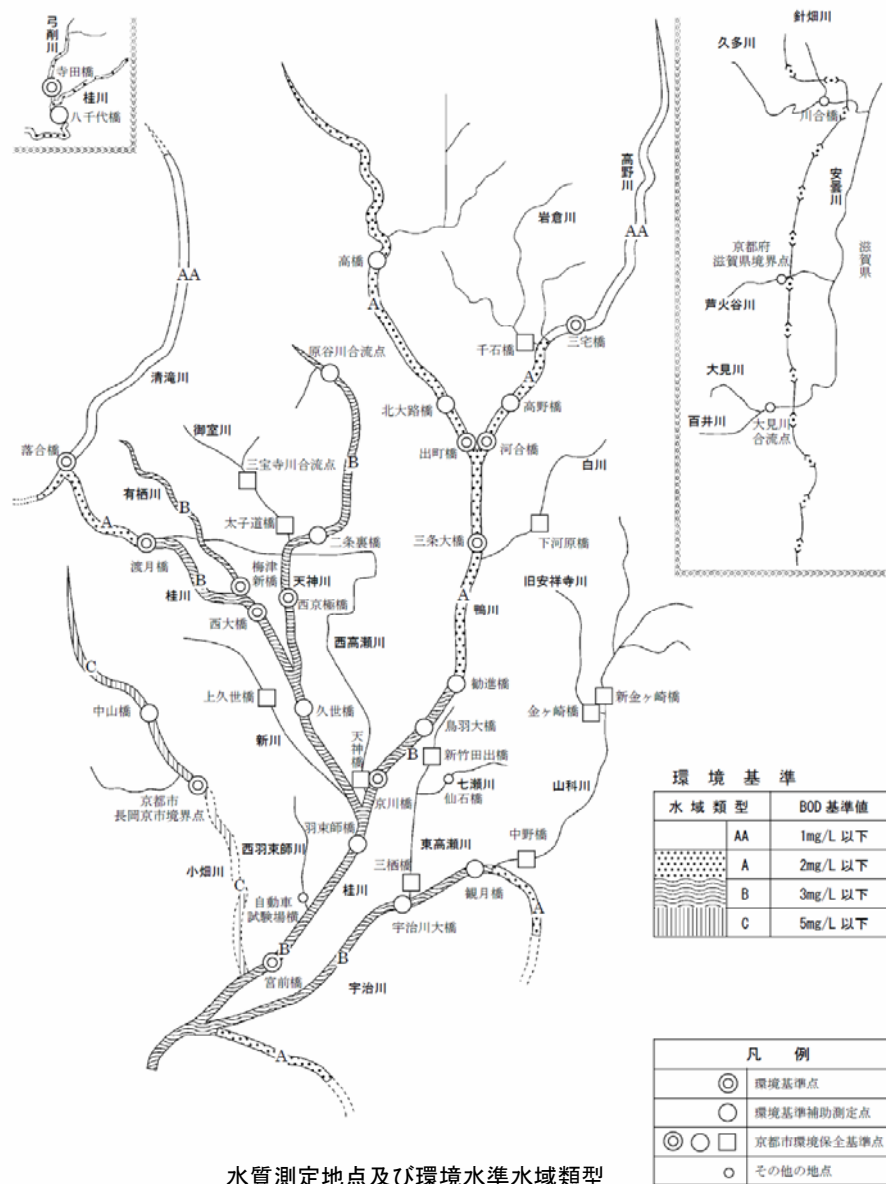 弓削川
寺田橋
桂川
八千代橋
針畑川
久多川
川合橋
安曇川
滋賀県
京都府
滋賀県境界点
芦火谷川
大見川
百井川
大見川
合流点
高野川
AA
岩倉川
高橋
A
千石橋
三宅橋
A
AA
清滝川
原谷川合流点
北大路橋
高野橋
御室川
出町橋
河合橋
落合橋
三宝寺川合流点
B
白川
有栖川
B
太子道橋
二条裏橋
A
三条大橋
下河原橋
渡月橋
梅津
新橋
天神川
旧安祥寺川
B
桂川
西京極橋
A
鴨川
西大橋
西高瀬川
C
上久世橋
勧進橋
中山橋
久世橋
金ヶ崎橋
新金ヶ崎橋
新川
鳥羽大橋
天神橋
B
新竹田出橋
京都市
長岡京市境界点
京川橋
七瀬川
仙石橋
山科川
羽束師橋
西羽束師川
東高瀬川
中野橋
小畑川
三栖橋
C
桂川
観月橋
自動車
試験場横
宇治川大橋
A
B
宮前橋
B
宇治川
A
環境基準
水域類型 BOD基準値
AA 1mg/L以下
A 2mg/L以下
B 3mg/L以下
C 5mg/L以下
凡例
環境基準点
環境基準補助測定点
京都市環境保全基準点
その他の地点
水質測定地点及び環境水準水域類型